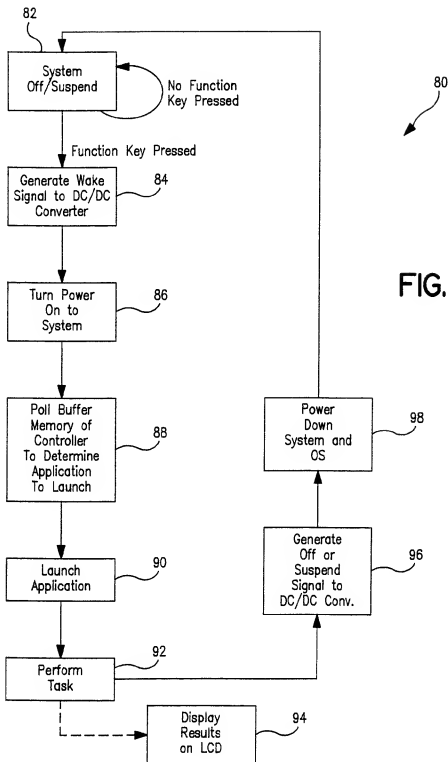 82
System
Off/Suspend
No Function
Key Pressed
80
Function Key Pressed
Generate Wake
Signal to DC/DC
Converter
84
Turn Power
On to
System
86
FIG.
Poll Buffer
Memory of
Controller
To Determine
Application
To Launch
88
Power
Down
System and
OS
98
Launch
Application
90
Generate
Off or
Suspend
Signal to
DC/DC Conv.
96
Perform
Task
92
Display
Results
on LCD
94